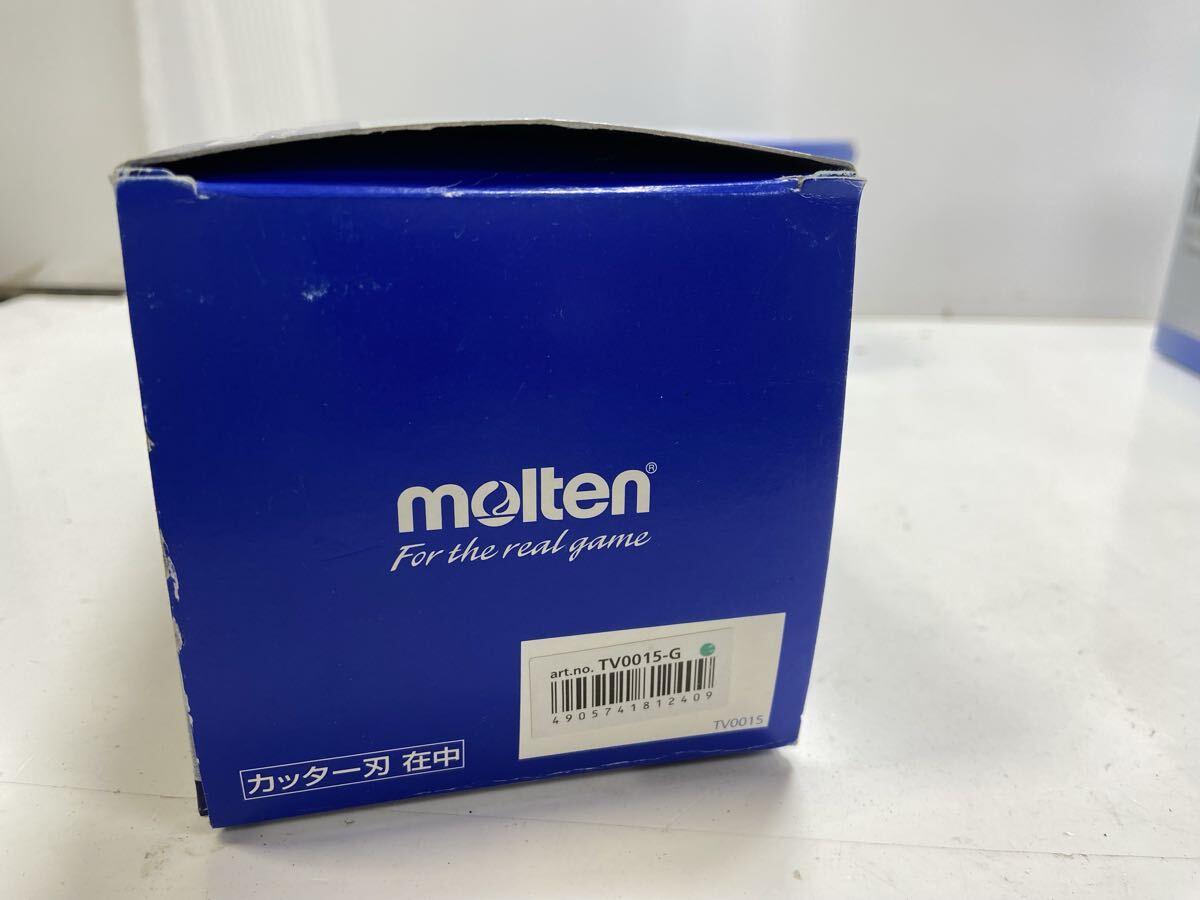 molten®
For the real game
art.no. TV0015-G
4905741812409
TV0015
カッター刃 在中